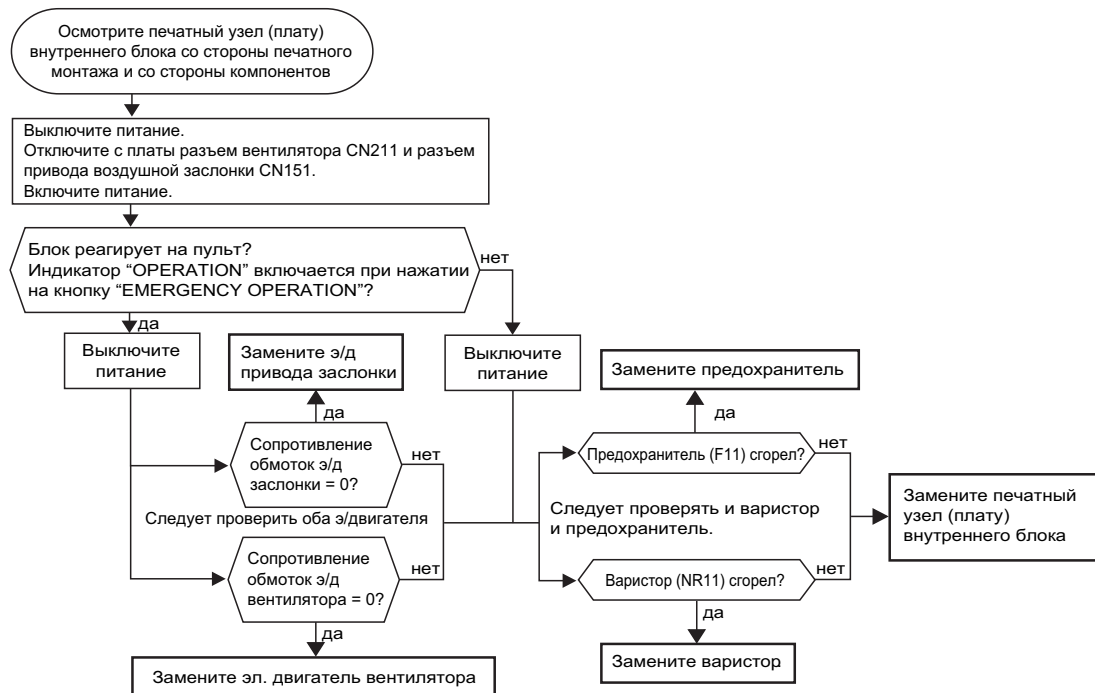 Осмотрите печатный узел (плату)
внутреннего блока со стороны печатного
монтажа и со стороны компонентов
Выключите питание.
Отключите с платы разъем вентилятора CN211 и разъем
привода воздушной заслонки CN151.
Включите питание.
Блок реагирует на пульт?
Индикатор “OPERATION” включается при нажатии
на кнопку “EMERGENCY OPERATION”?
нет
да
Выключите
питание
Замените э/д
привода заслонки
Выключите
питание
Замените предохранитель
да
да
Сопротивление
обмоток э/д
заслонки = 0?
нет
Предохранитель (F11) сгорел?
нет
Следует проверить оба э/двигателя
Следует проверять и варистор
и предохранитель.
Замените печатный
узел (плату)
внутреннего блока
Сопротивление
обмоток э/д
вентилятора = 0?
нет
Варистор (NR11) сгорел?
нет
да
да
Замените эл. двигатель вентилятора
Замените варистор